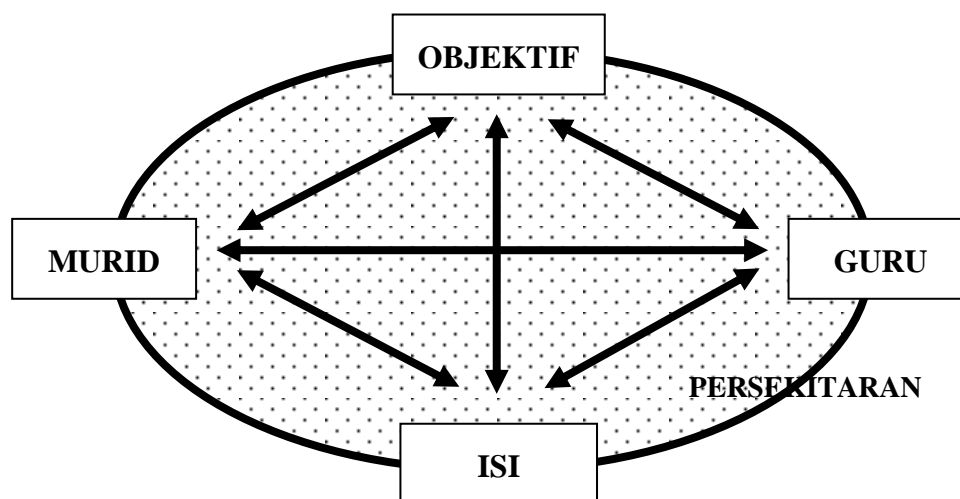 OBJEKTIF
MURID
GURU
PERSEKITARAN
ISI